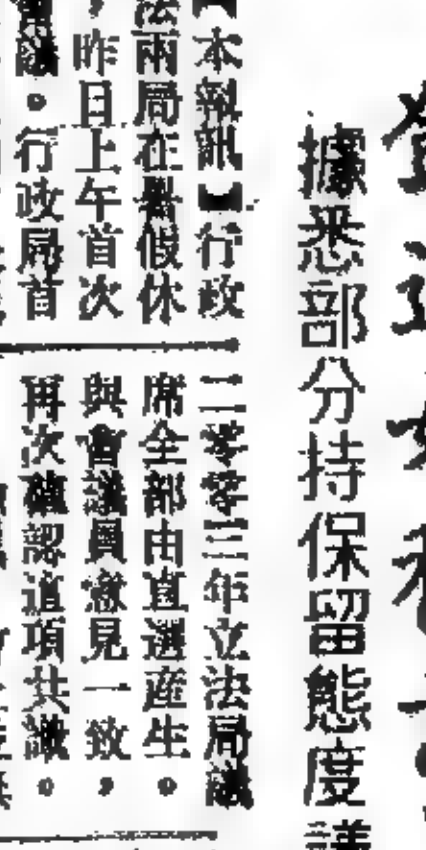 據悉部分持保留態度議
【本報訊】行政
法兩局在暑假休
，昨日上午首次
會議。行政局首
二零零三年立法局議
席全部由直選產生。
與會議員意見一致，
再次確認這項共識。